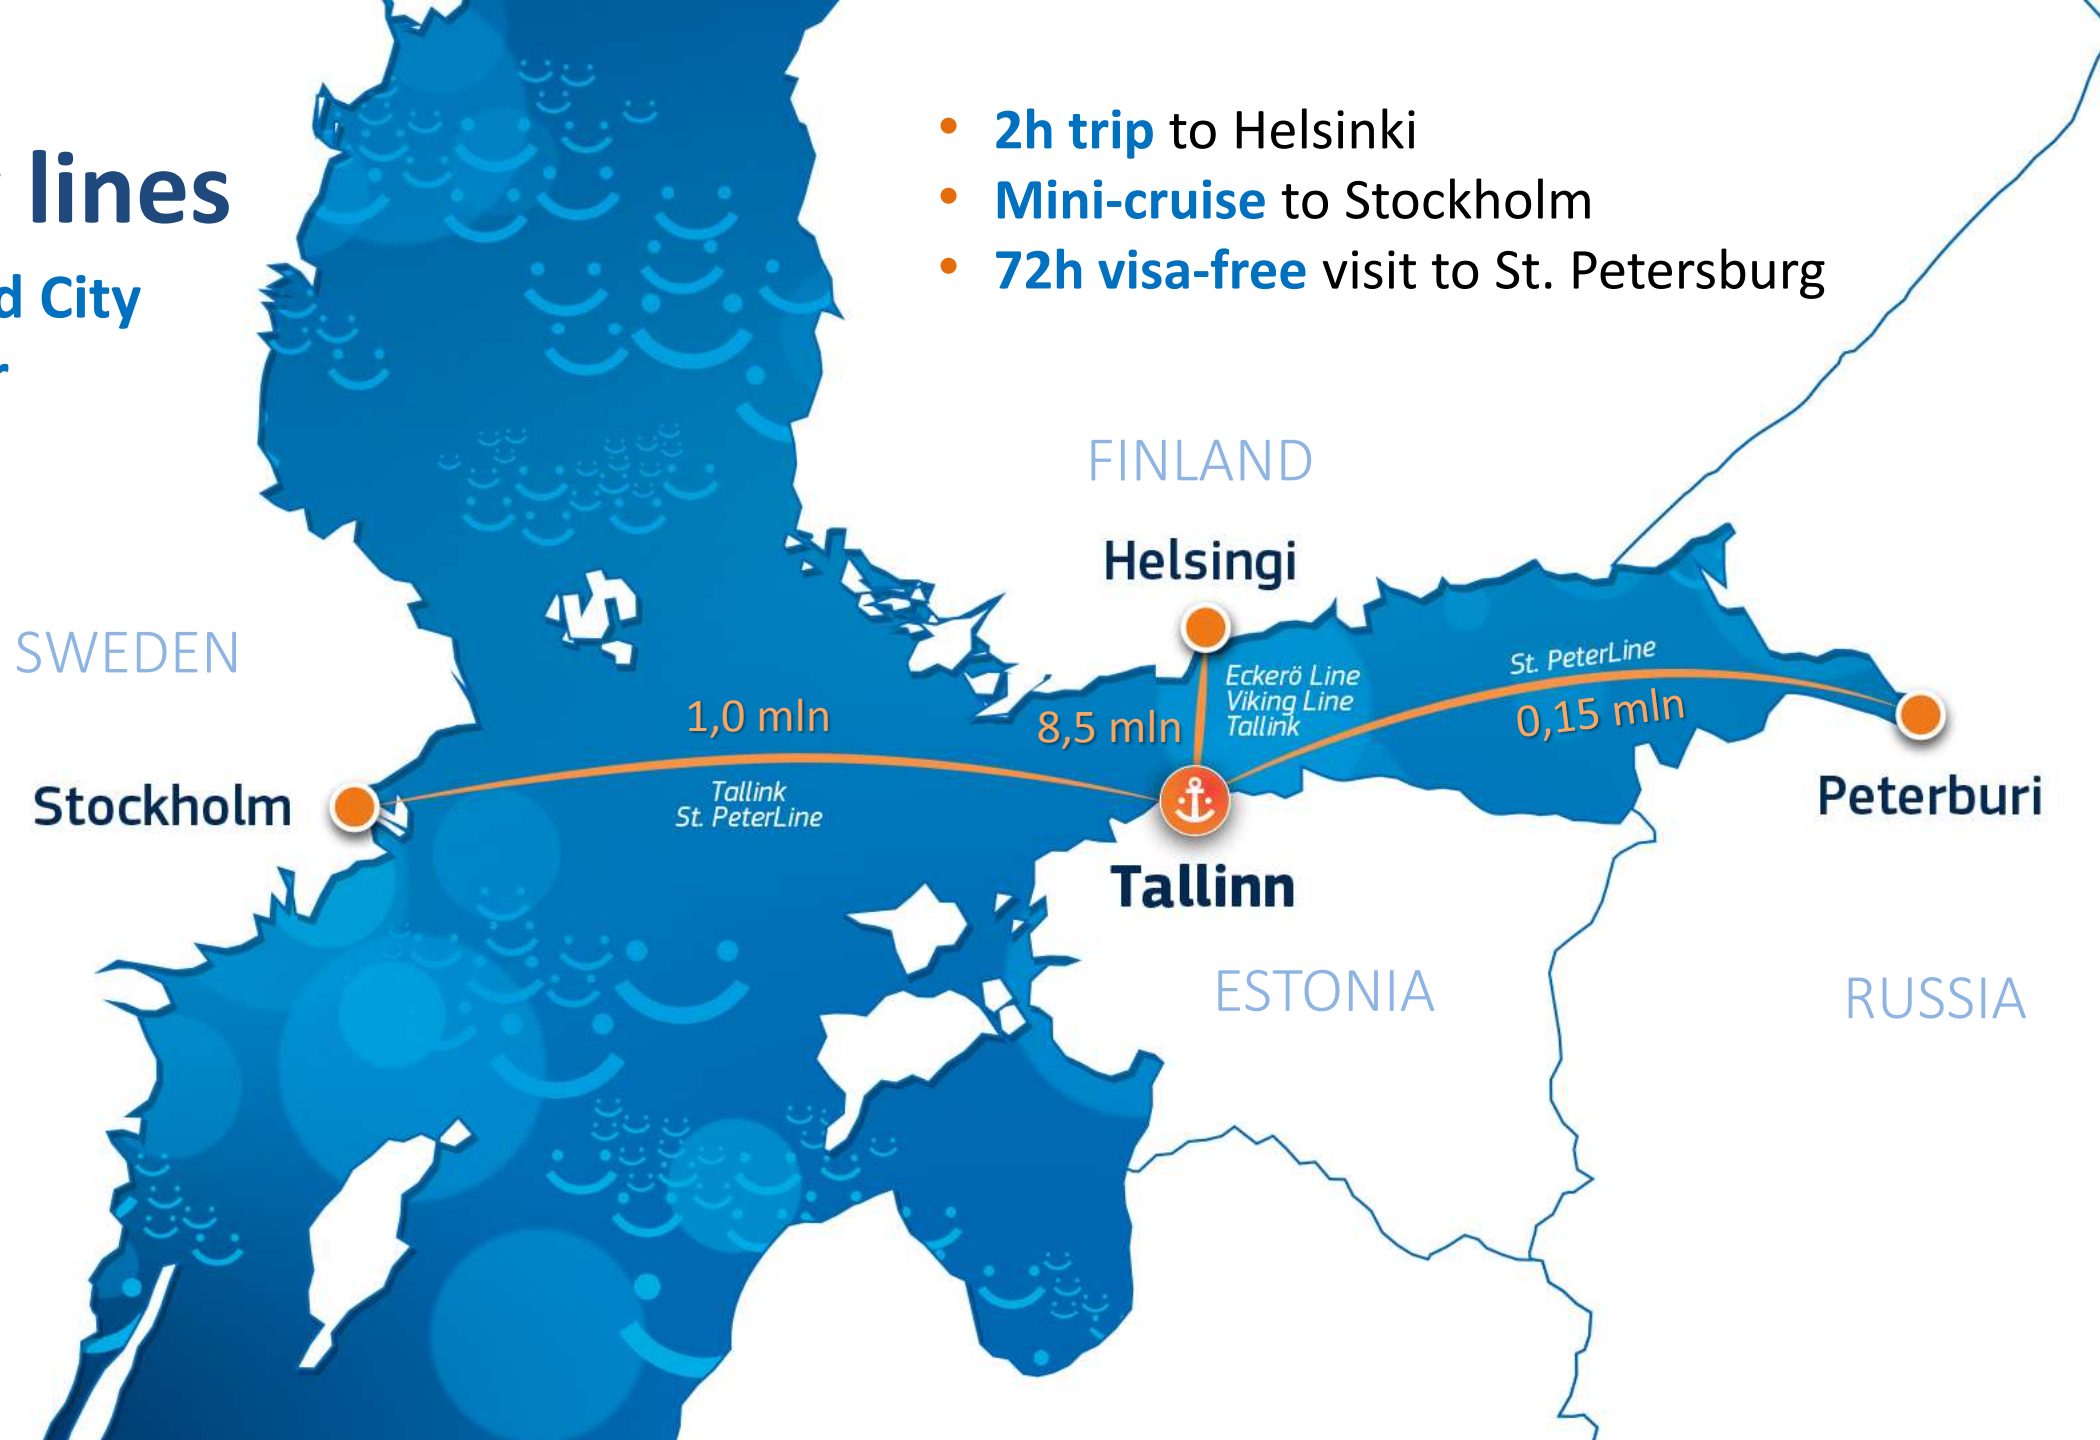 lines
d City
• 2h trip to Helsinki
• Mini-cruise to Stockholm
• 72h visa-free visit to St. Petersburg
FINLAND
Helsingi
SWEDEN
St. PeterLine
Eckerö Line
Viking Line
Tallink
1,0 mln
8,5 mln
0,15 mln
Tallink
St. PeterLine
Stockholm
Peterburi
Tallinn
ESTONIA
RUSSIA